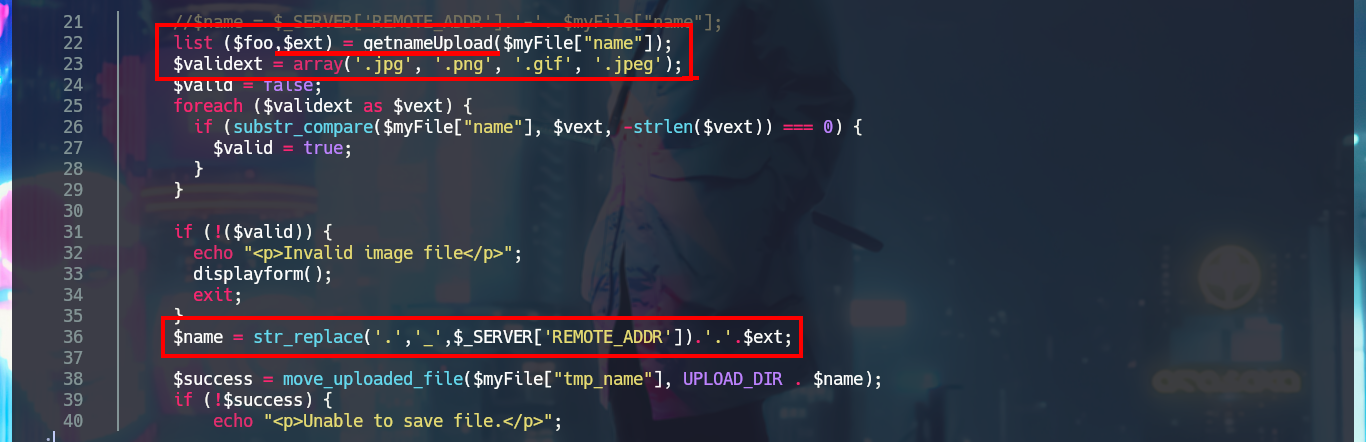 21 //$name = $_SERVER['REMOTE_ADDR'].'-'. $myFile["name"];
22 list ($foo,$ext) = getnameUpload($myFile["name"]);
23 $validext = array('.jpg', '.png', '.gif', '.jpeg');
24 $valid = false;
25 foreach ($validext as $vext) {
26 if (substr_compare($myFile["name"], $vext, -strlen($vext)) === 0) {
27 $valid = true;
28 }
29 }
30
31 if (!($valid)) {
32 echo "<p>Invalid image file</p>";
33 displayform();
34 exit;
35 }
36 $name = str_replace('.','_',$_SERVER['REMOTE_ADDR']).'.'.$ext;
37
38 $success = move_uploaded_file($myFile["tmp_name"], UPLOAD_DIR . $name);
39 if (!$success) {
40 echo "<p>Unable to save file.</p>";